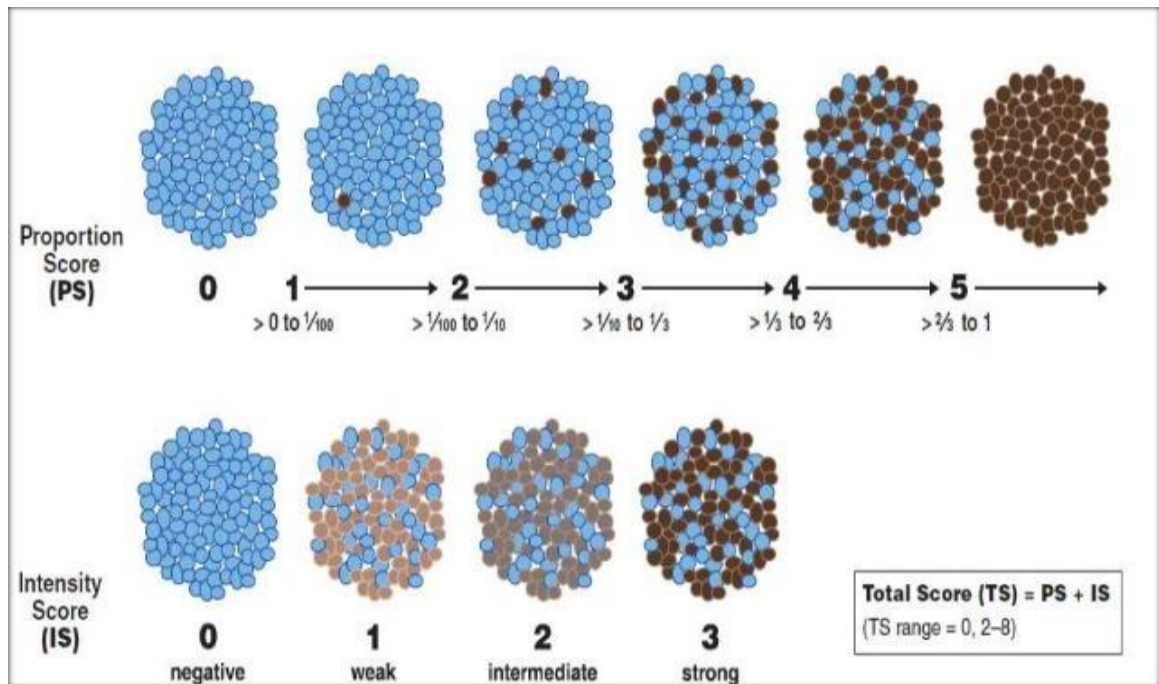 Proportion
Score
(PS)
0 1 2 3 4 5
> 0 to 1/100 > 1/100 to 1/10 > 1/10 to 1/3 > 1/3 to 2/3 > 2/3 to 1
Intensity
Score
(IS)
0 1 2 3
negative weak intermediate strong
Total Score (TS) = PS + IS
(TS range = 0, 2–8)